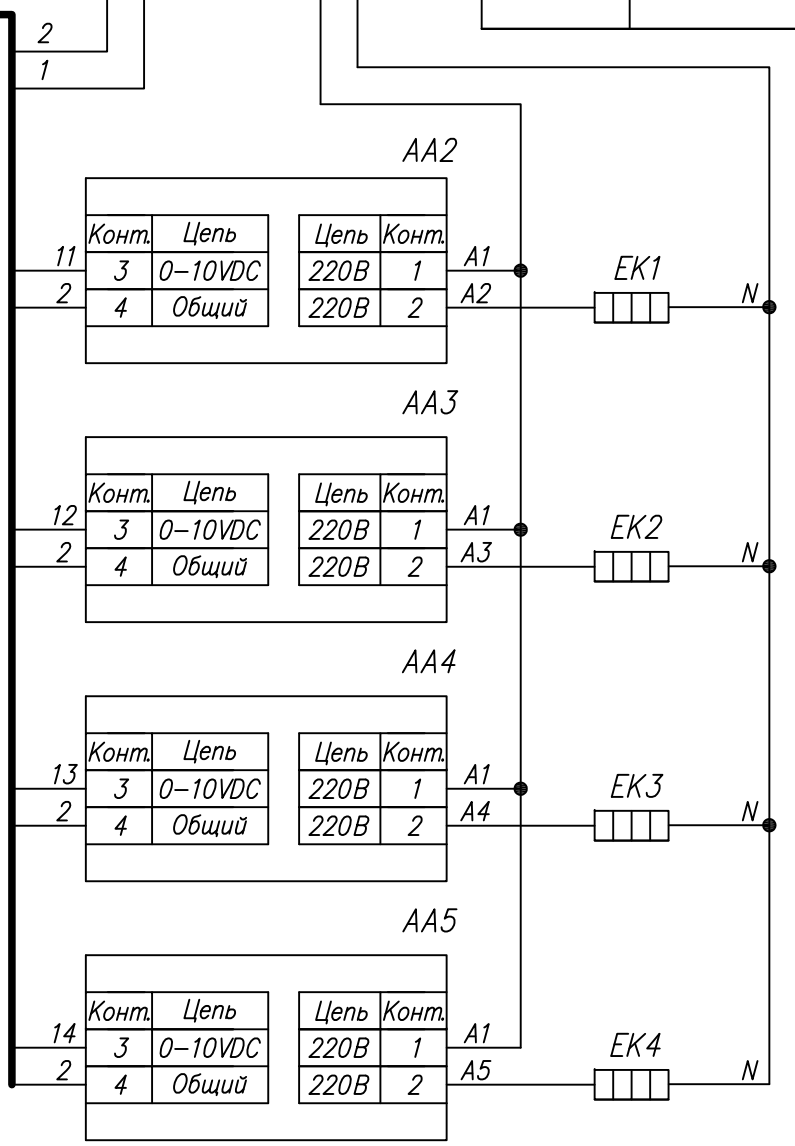 2
1
AA2
Конт. Цепь Цепь Конт.
11 3 0-10VDC 220В 1 A1 EK1
2 4 Общий 220В 2 A2 N
AA3
Конт. Цепь Цепь Конт.
12 3 0-10VDC 220В 1 A1 EK2
2 4 Общий 220В 2 A3 N
AA4
Конт. Цепь Цепь Конт.
13 3 0-10VDC 220В 1 A1 EK3
2 4 Общий 220В 2 A4 N
AA5
Конт. Цепь Цепь Конт.
14 3 0-10VDC 220В 1 A1 EK4
2 4 Общий 220В 2 A5 N